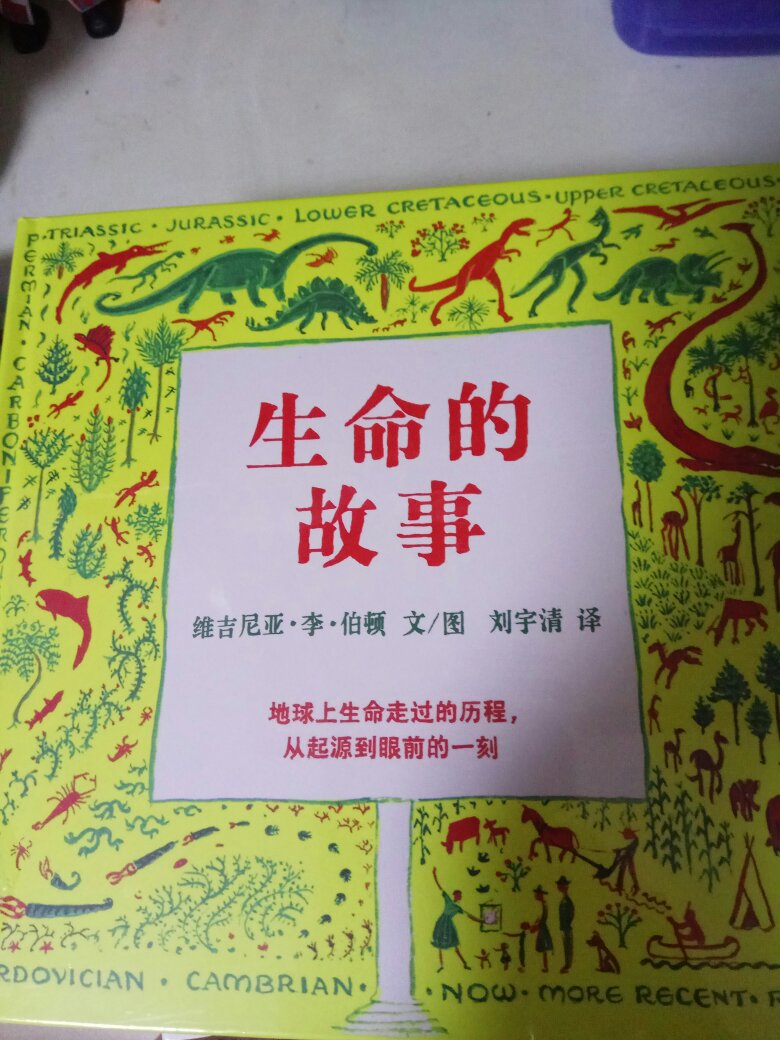 TRIASSIC · JURASSIC · LOWER CRETACEOUS · UPPER CRETACEOUS
PERMIAN · CARBONIFEROU
生命的
故事
维吉尼亚·李·伯顿 文/图 刘宇清 译
地球上生命走过的历程,
从起源到眼前的一刻
RDOVICIAN · CAMBRIAN ·
· NOW · MORE RECENT ·